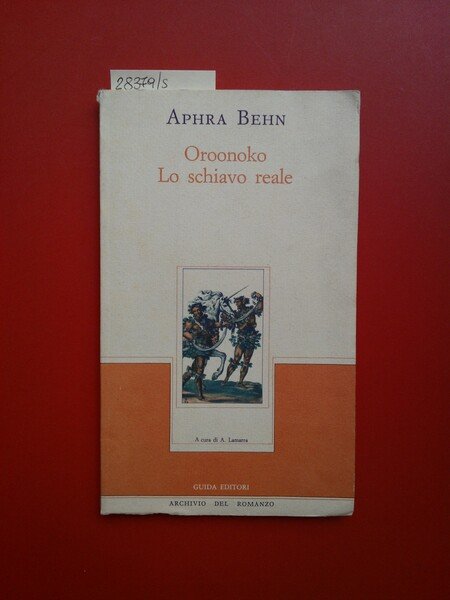 28379/s
APHRA BEHN
Oroonoko
Lo schiavo reale
A cura di A. Lamarra
GUIDA EDITORI
ARCHIVIO DEL ROMANZO